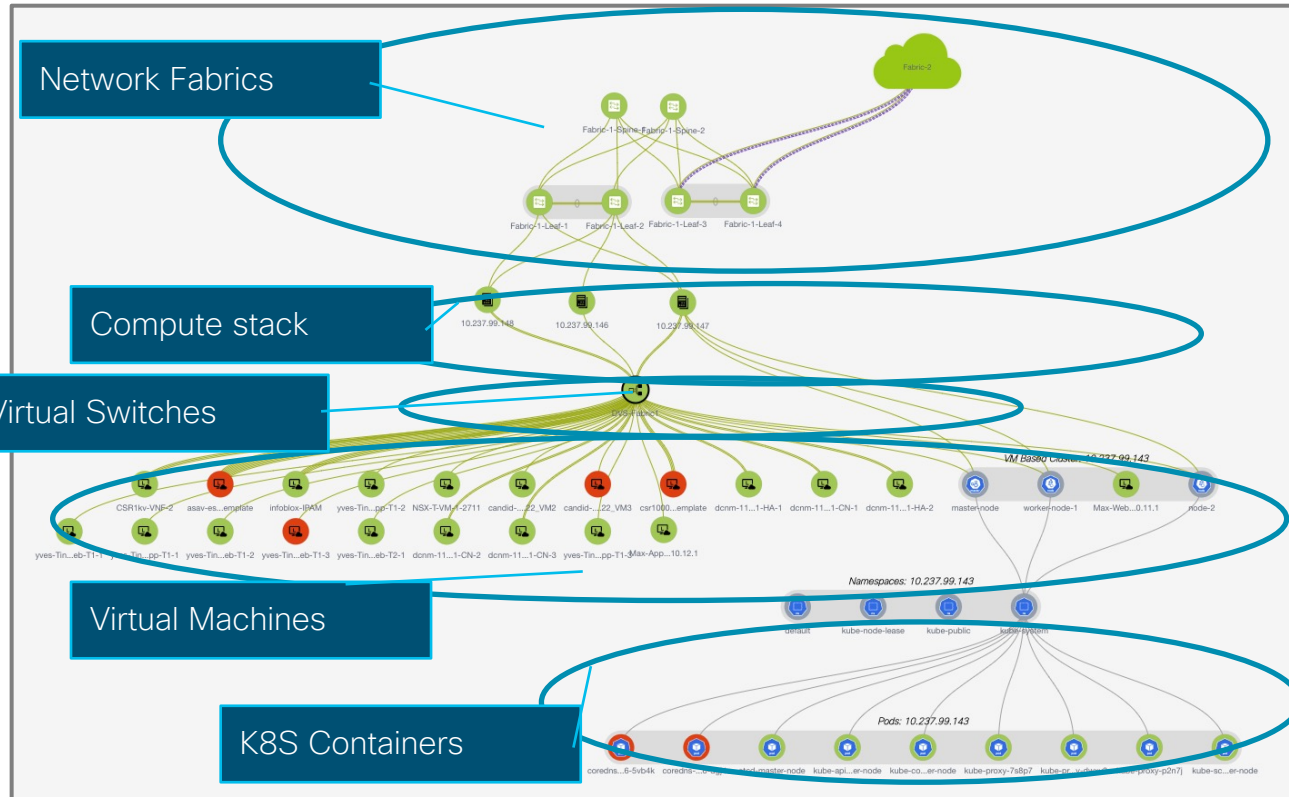 Network Fabrics
Fabric-2
Fabric-1-Spine-1
Fabric-1-Spine-2
Fabric-1-Leaf-1
Fabric-1-Leaf-2
Fabric-1-Leaf-3
Fabric-1-Leaf-4
Compute stack
10.237.99.148
10.237.99.146
10.237.99.147
Virtual Switches
DVS-Fabric1
VM Based Cluster: 10.237.99.143
CSR1kv-VNF-2
asav-es...emplate
infoblox-IPAM
yves-Tin...pp-T1-2
NSX-T-VM-1-2711
candid-...22_VM2
candid-...22_VM3
csr1000...emplate
dcnm-11...1-HA-1
dcnm-11...1-CN-1
dcnm-11...1-HA-2
master-node
worker-node-1
Max-Web...0.11.1
node-2
yves-Tin...eb-T1-1
yves-Tin...pp-T1-1
yves-Tin...eb-T1-2
yves-Tin...eb-T1-3
yves-Tin...eb-T2-1
dcnm-11...1-CN-2
dcnm-11...1-CN-3
yves-Tin...pp-T1-3
Max-App...10.12.1
Virtual Machines
Namespaces: 10.237.99.143
default
kube-node-lease
kube-public
kube-system
K8S Containers
Pods: 10.237.99.143
coredns...6-5vb4k
kube-api...er-node
kube-co...er-node
kube-proxy-7s8p7
kube-sc...er-node